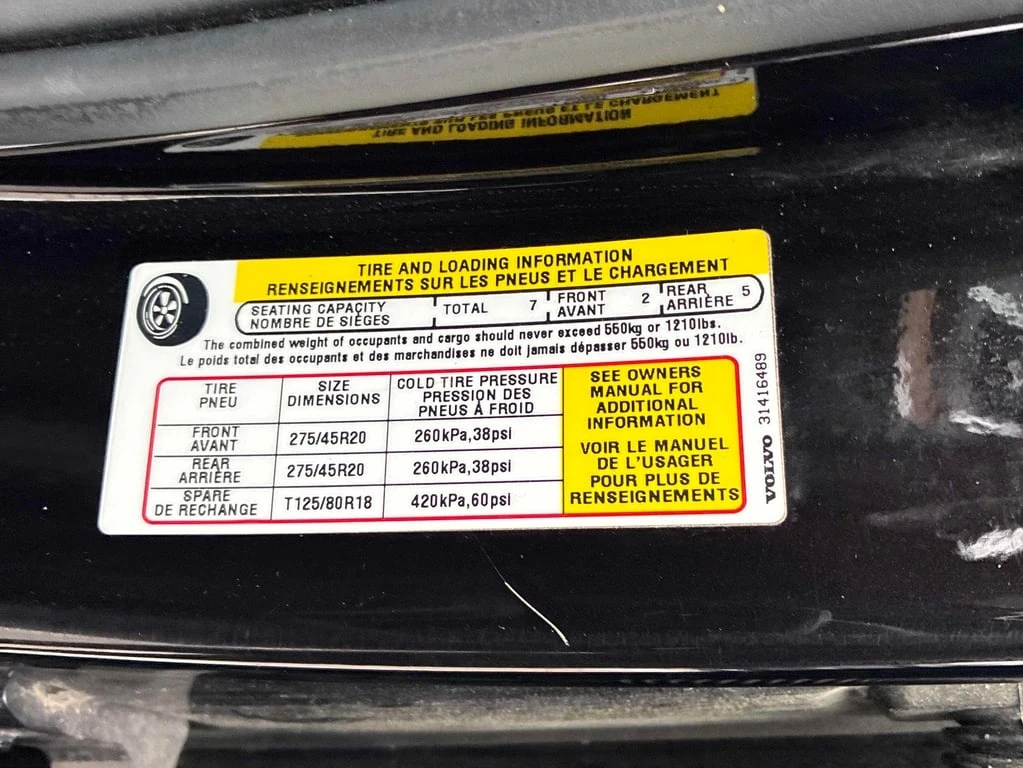 TIRE AND LOADING INFORMATION
RENSEIGNEMENTS SUR LES PNEUS ET LE CHARGEMENT
SEATING CAPACITY TOTAL 7 FRONT 2 REAR 5
NOMBRE DE SIÈGES AVANT ARRIÈRE
The combined weight of occupants and cargo should never exceed 550kg or 1210lbs.
Le poids total des occupants et des marchandises ne doit jamais dépasser 550kg ou 1210lb.
TIRE SIZE COLD TIRE PRESSURE
PNEU DIMENSIONS PRESSION DES
PNEUS À FROID
FRONT
AVANT 275/45R20 260kPa,38psi
REAR
ARRIÈRE 275/45R20 260kPa,38psi
SPARE
DE RECHANGE T125/80R18 420kPa,60psi
SEE OWNERS
MANUAL FOR
ADDITIONAL
INFORMATION
VOIR LE MANUEL
DE L'USAGER
POUR PLUS DE
RENSEIGNEMENTS
VOLVO 31416489